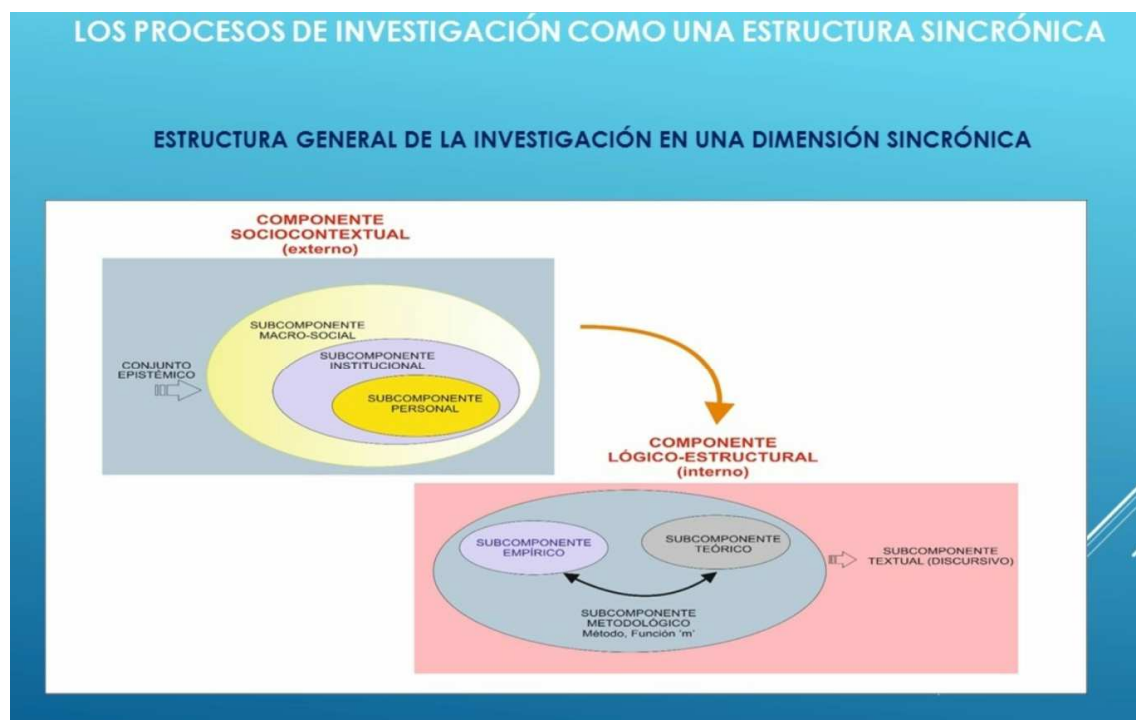 LOS PROCESOS DE INVESTIGACIÓN COMO UNA ESTRUCTURA SINCRÓNICA
ESTRUCTURA GENERAL DE LA INVESTIGACIÓN EN UNA DIMENSIÓN SINCRÓNICA
COMPONENTE
SOCIOCONTEXTUAL
(externo)
SUBCOMPONENTE
MACRO-SOCIAL
SUBCOMPONENTE
INSTITUCIONAL
CONJUNTO
EPISTÉMICO
SUBCOMPONENTE
PERSONAL
COMPONENTE
LÓGICO-ESTRUCTURAL
(interno)
SUBCOMPONENTE
EMPÍRICO
SUBCOMPONENTE
TEÓRICO
SUBCOMPONENTE
TEXTUAL (DISCURSIVO)
SUBCOMPONENTE
METODOLÓGICO
Método, Función 'm'